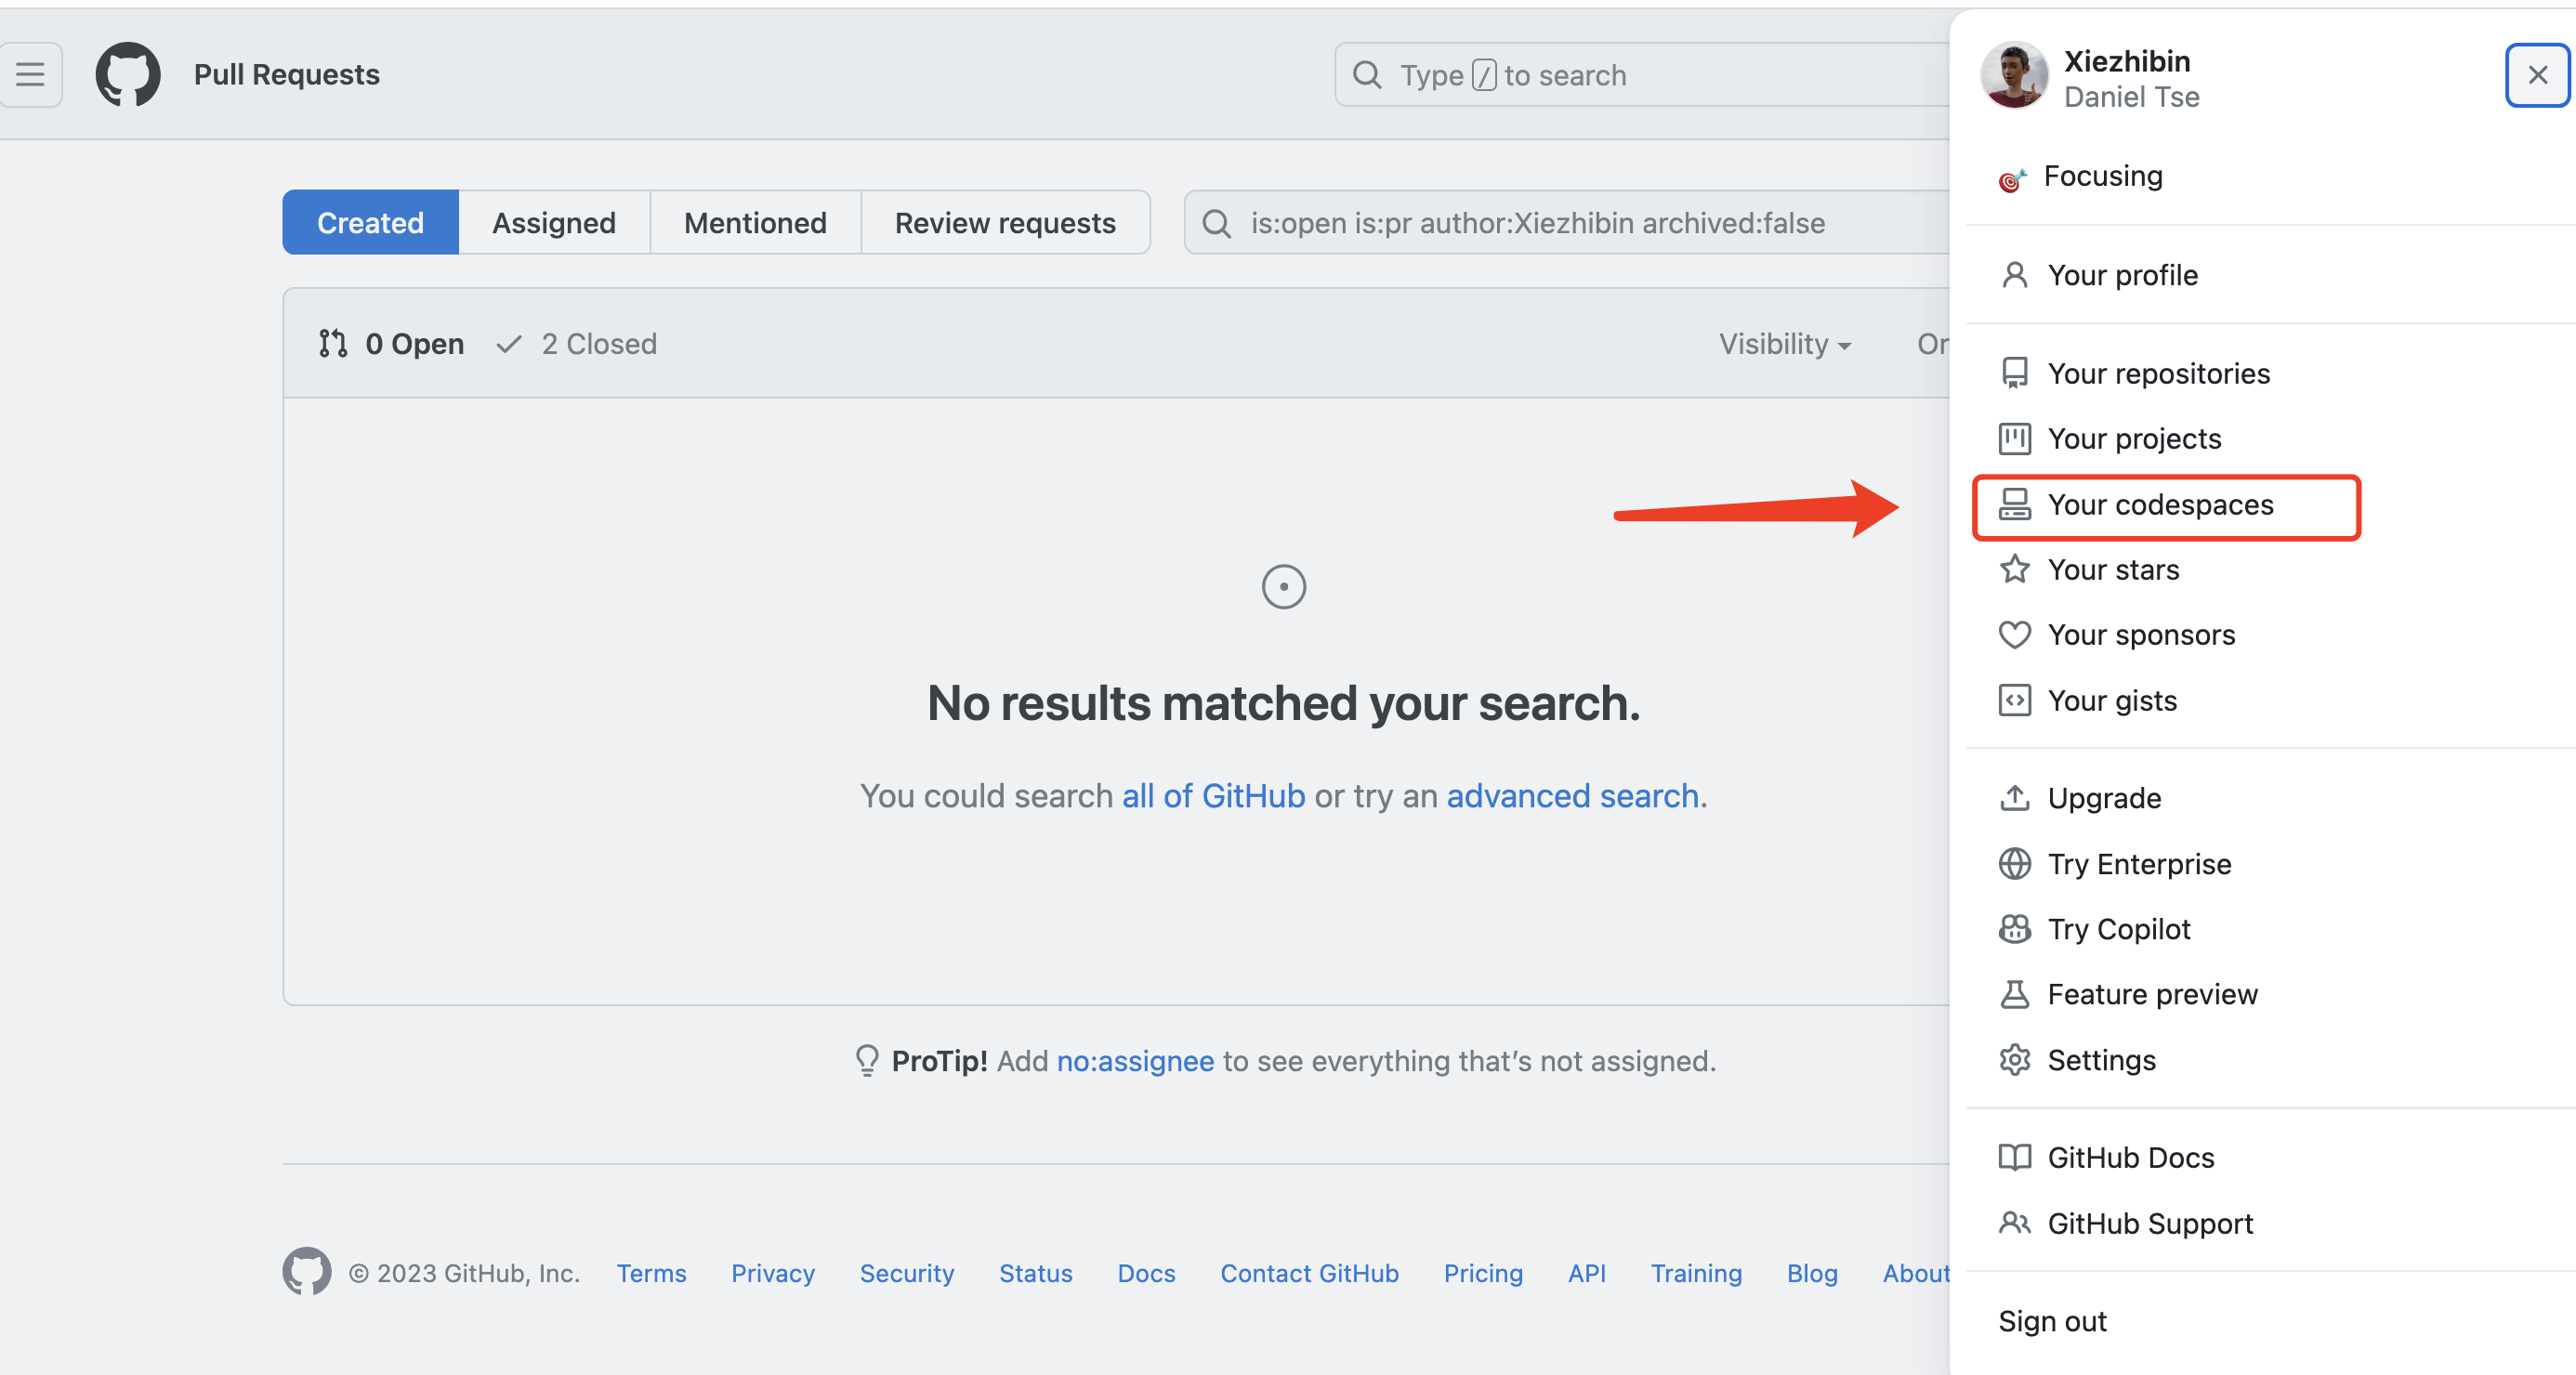 Pull Requests
Type / to search
Created Assigned Mentioned Review requests
is:open is:pr author:Xiezhibin archived:false
0 Open 2 Closed
Visibility Or
No results matched your search.
You could search all of GitHub or try an advanced search.
ProTip! Add no:assignee to see everything that’s not assigned.
© 2023 GitHub, Inc. Terms Privacy Security Status Docs Contact GitHub Pricing API Training Blog About
Xiezhibin
Daniel Tse
Focusing
Your profile
Your repositories
Your projects
Your codespaces
Your stars
Your sponsors
Your gists
Upgrade
Try Enterprise
Try Copilot
Feature preview
Settings
GitHub Docs
GitHub Support
Sign out